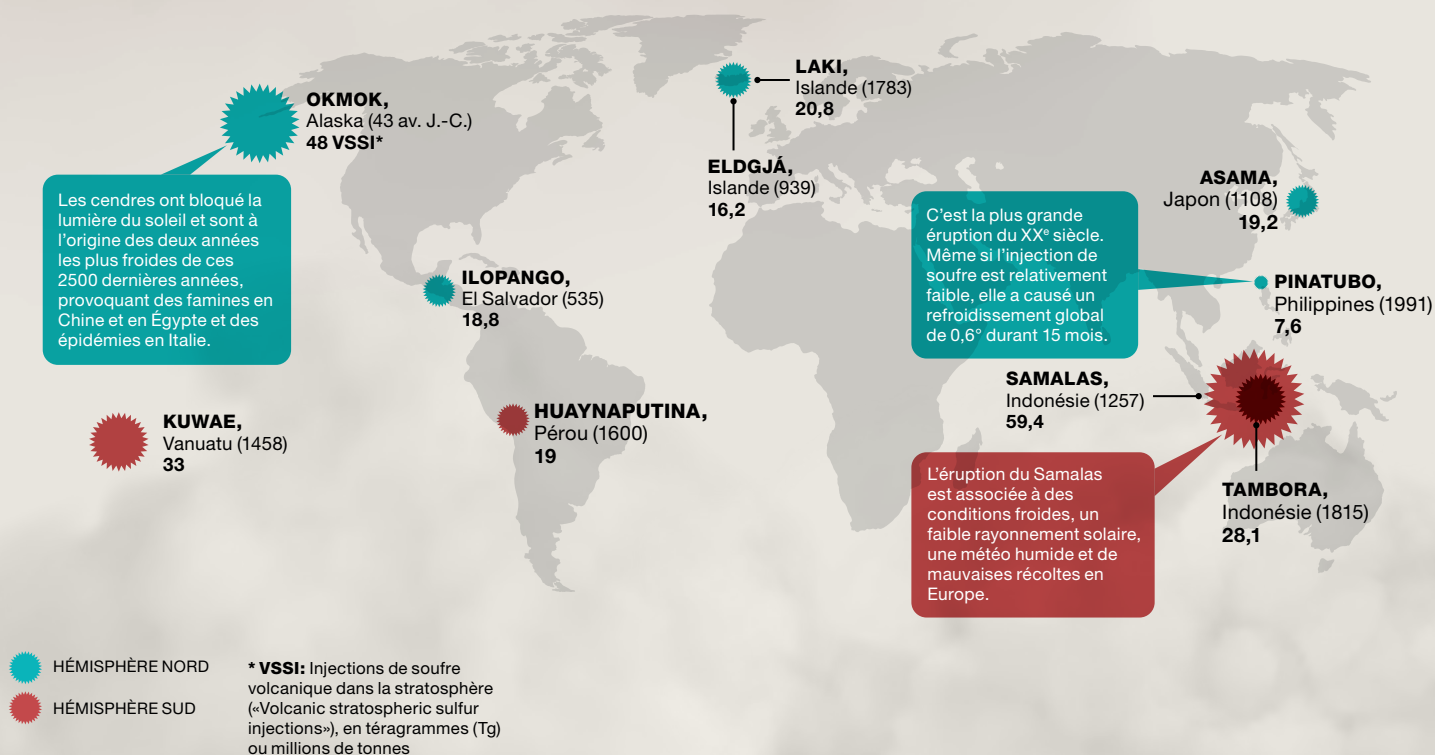 OKMOK,
Alaska (43 av. J.-C.)
48 VSSI*
Les cendres ont bloqué la
lumière du soleil et sont à
l’origine des deux années
les plus froides de ces
2500 dernières années,
provoquant des famines en
Chine et en Égypte et des
épidémies en Italie.
LAKI,
Islande (1783)
20,8
ELDGJÁ,
Islande (939)
16,2
ASAMA,
Japon (1108)
19,2
C’est la plus grande
éruption du XXe siècle.
Même si l’injection de
soufre est relativement
faible, elle a causé un
refroidissement global
de 0,6° durant 15 mois.
PINATUBO,
Philippines (1991)
7,6
ILOPANGO,
El Salvador (535)
18,8
KUWAE,
Vanuatu (1458)
33
HUAYNAPUTINA,
Pérou (1600)
19
SAMALAS,
Indonésie (1257)
59,4
L’éruption du Samalas
est associée à des
conditions froides, un
faible rayonnement solaire,
une météo humide et de
mauvaises récoltes en
Europe.
TAMBORA,
Indonésie (1815)
28,1
HÉMISPHÈRE NORD
HÉMISPHÈRE SUD
* VSSI: Injections de soufre
volcanique dans la stratosphère
(«Volcanic stratospheric sulfur
injections»), en téragrammes (Tg)
ou millions de tonnes